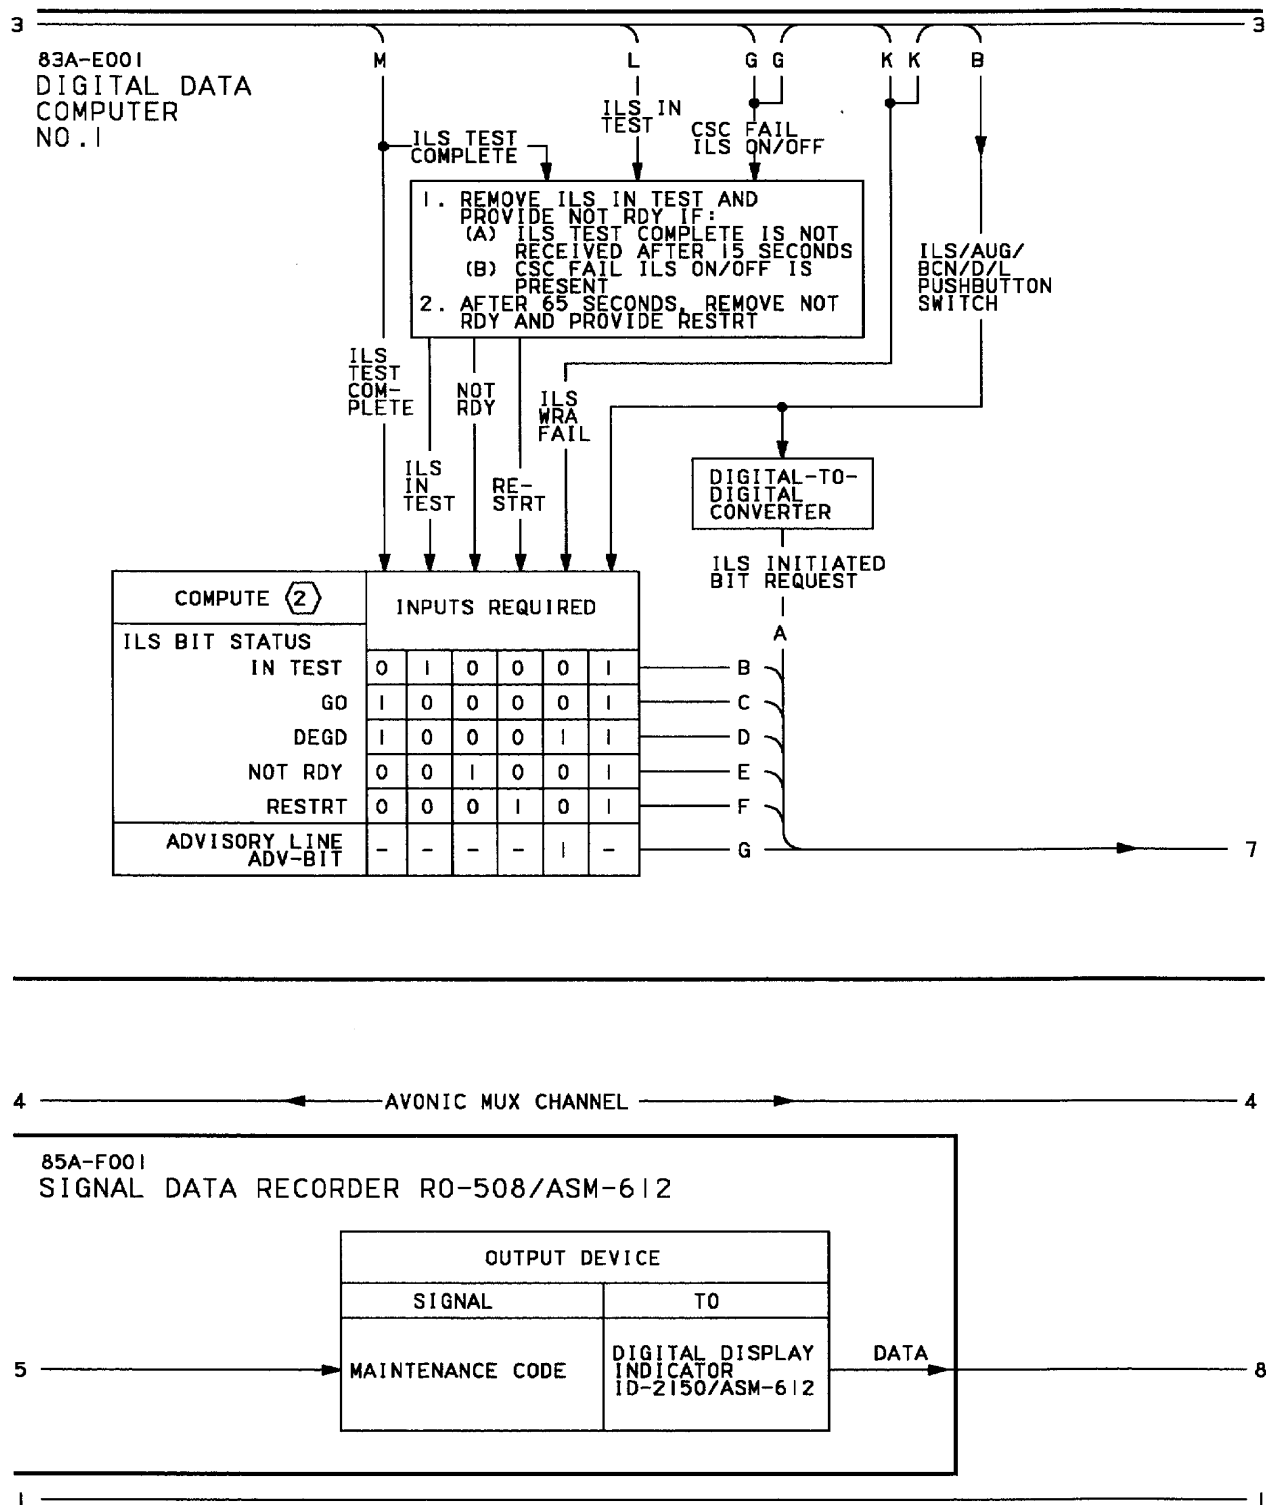 3 3
83A-E001
DIGITAL DATA
COMPUTER
NO.1
M L G G K K B
ILS TEST
COMPLETE
ILS IN
TEST
CSC FAIL
ILS ON/OFF
1. REMOVE ILS IN TEST AND
PROVIDE NOT RDY IF:
(A) ILS TEST COMPLETE IS NOT
RECEIVED AFTER 15 SECONDS
(B) CSC FAIL ILS ON/OFF IS
PRESENT
2. AFTER 65 SECONDS, REMOVE NOT
RDY AND PROVIDE RESTRT
ILS/AUG/
BCN/D/L
PUSHBUTTON
SWITCH
ILS
TEST
COM-
PLETE
NOT
RDY
ILS
WRA
FAIL
ILS
IN
TEST
RE-
STRT
DIGITAL-TO-
DIGITAL
CONVERTER
ILS INITIATED
BIT REQUEST
A
COMPUTE 2
INPUTS REQUIRED
ILS BIT STATUS
IN TEST 0 1 0 0 0 1 B
GO 1 0 0 0 0 1 C
DEGD 1 0 0 0 1 1 D
NOT RDY 0 0 1 0 0 1 E
RESTRT 0 0 0 1 0 1 F
ADVISORY LINE
ADV-BIT - - - - 1 - G 7
4 AVONIC MUX CHANNEL 4
85A-F001
SIGNAL DATA RECORDER RO-508/ASM-612
OUTPUT DEVICE
SIGNAL TO
5 MAINTENANCE CODE
DIGITAL DISPLAY
INDICATOR
ID-2150/ASM-612
DATA 8
1 1